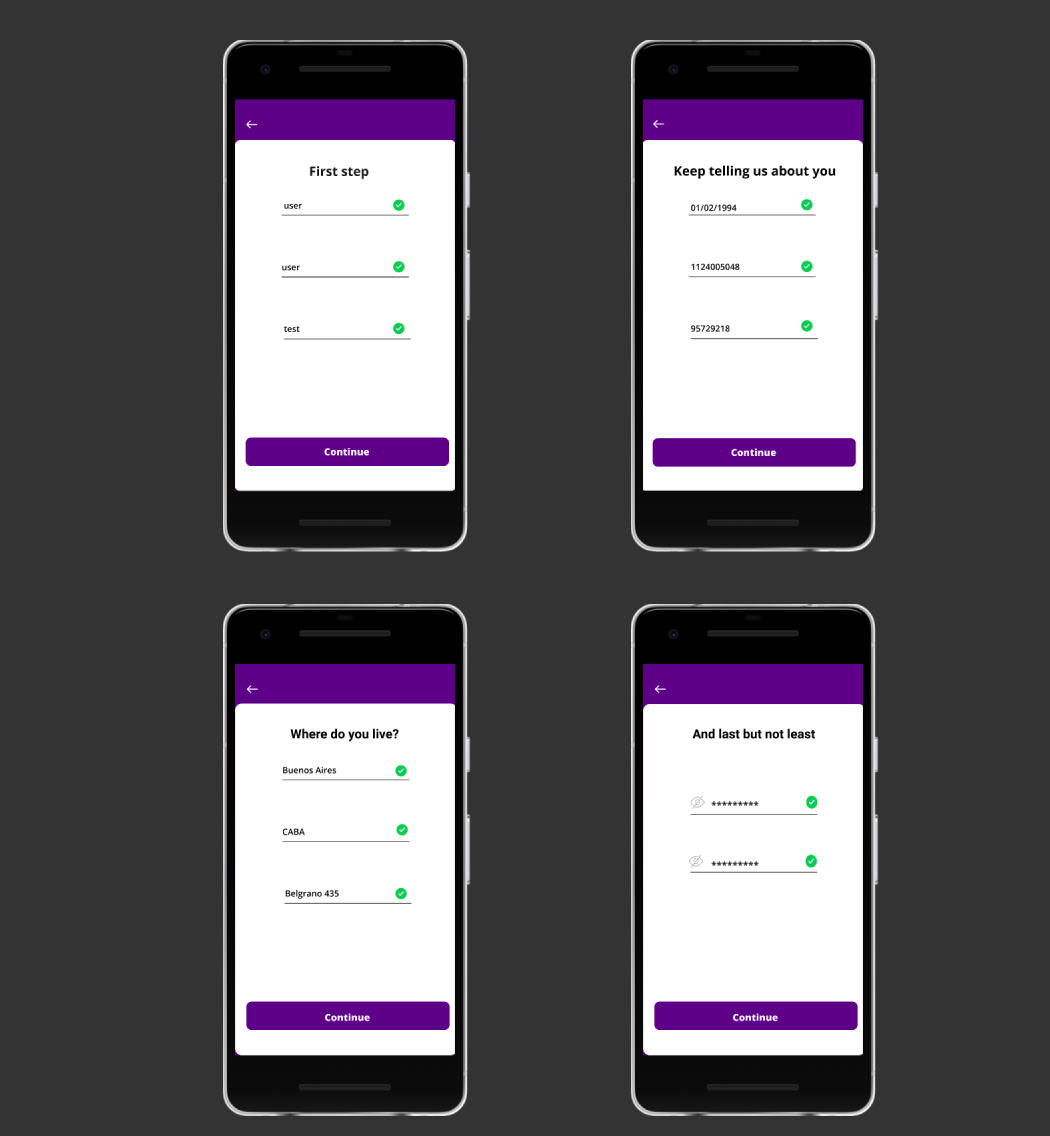 First step
user
user
test
Continue
Keep telling us about you
01/02/1994
1124005048
95729218
Continue
Where do you live?
Buenos Aires
CABA
Belgrano 435
Continue
And last but not least
*********
*********
Continue